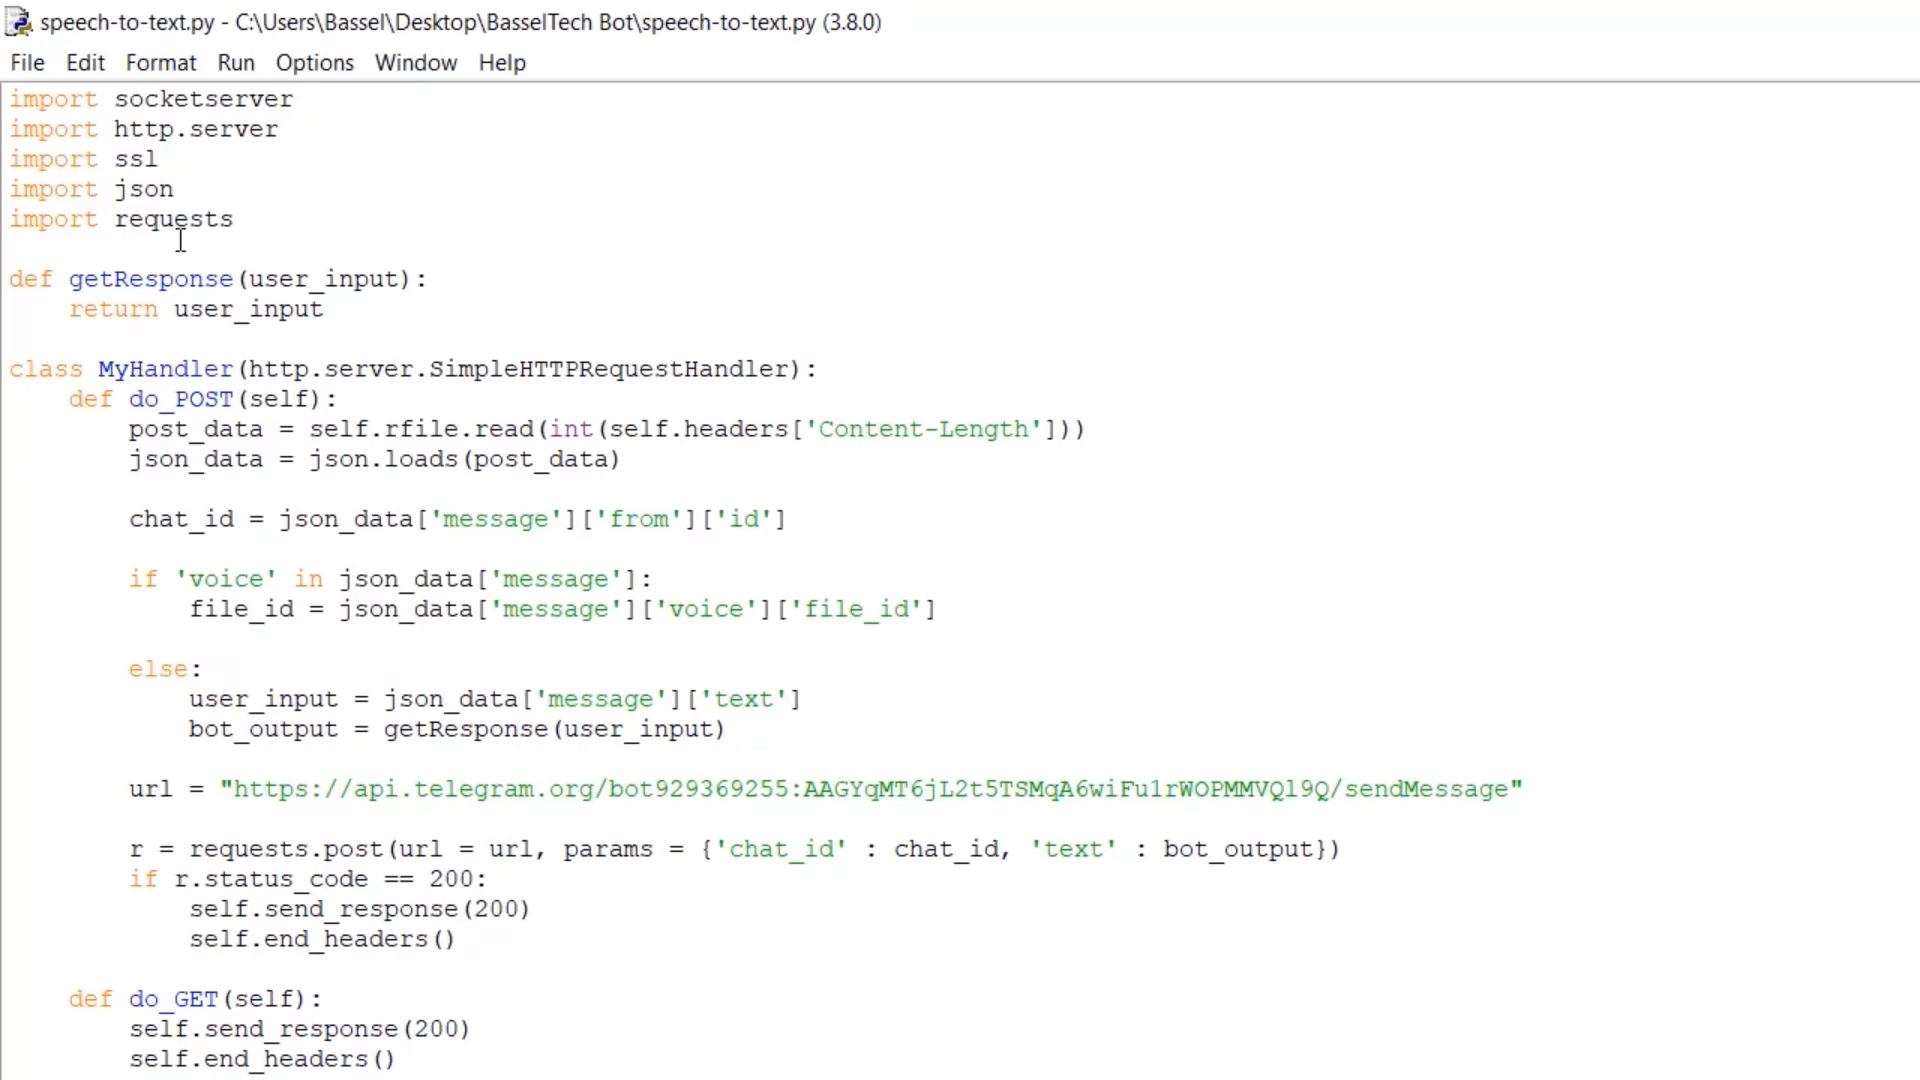 speech-to-text.py - C:\Users\Bassel\Desktop\BasselTech Bot\speech-to-text.py (3.8.0)
File Edit Format Run Options Window Help
import socketserver
import http.server
import ssl
import json
import requests
def getResponse(user_input):
    return user_input
class MyHandler(http.server.SimpleHTTPRequestHandler):
    def do_POST(self):
        post_data = self.rfile.read(int(self.headers['Content-Length']))
        json_data = json.loads(post_data)
        chat_id = json_data['message']['from']['id']
        if 'voice' in json_data['message']:
            file_id = json_data['message']['voice']['file_id']
        else:
            user_input = json_data['message']['text']
            bot_output = getResponse(user_input)
        url = "https://api.telegram.org/bot929369255:AAGYqMT6jL2t5TSMqA6wiFu1rWOPMMVQl9Q/sendMessage"
        r = requests.post(url = url, params = {'chat_id' : chat_id, 'text' : bot_output})
        if r.status_code == 200:
            self.send_response(200)
            self.end_headers()
    def do_GET(self):
        self.send_response(200)
        self.end_headers()